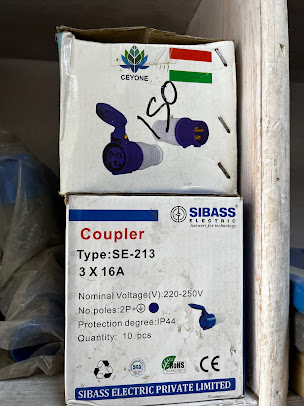 CEYONE
150
SIBASS
ELECTRIC
Answers for technology
Coupler
Type:SE-213
3 X 16A
Nominal Voltage(V):220-250V
No.poles:2P+
Protection degree:IP44
Quantity: 10 pcs
RoHS
CE
SIBASS ELECTRIC PRIVATE LIMITED